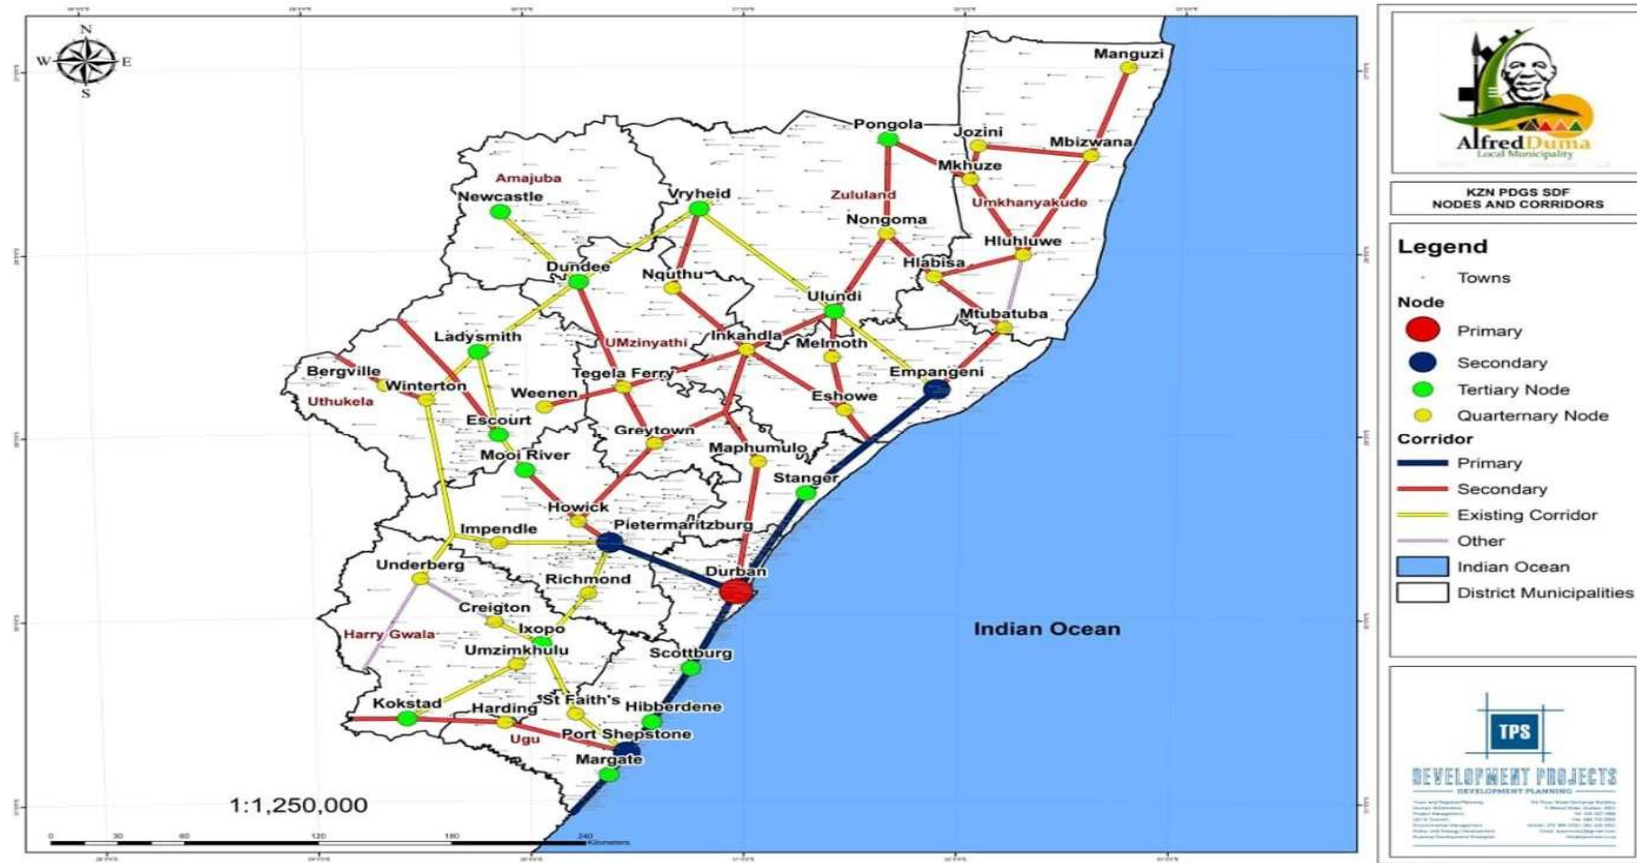 N
W E
S
Manguzi
Pongola
Jozini
Mbizwana
Mkhuze
Amajuba
Newcastle
Vryheid
Zululand
Umkhanyakude
Nongoma
Hluhluwe
Dundee
Nquthu
Hlabisa
Ulundi
Mtubatuba
Ladysmith
UMzinyathi
Inkandla
Melmoth
Bergville
Winterton
Tegela Ferry
Empangeni
Uthukela
Weenen
Eshowe
Escourt
Greytown
Mooi River
Maphumulo
Stanger
Howick
Impendle
Pietermaritzburg
Underberg
Richmond
Durban
Creigton
Ixopo
Harry Gwala
Umzimkhulu
Scottburg
Indian Ocean
Kokstad
Harding
St Faith's
Hibberdene
Ugu
Port Shepstone
Margate
1:1,250,000
0 30 60 120 180 240
Kilometers
AlfredDuma
Local Municipality
KZN PDGS SDF
NODES AND CORRIDORS
Legend
Towns
Node
Primary
Secondary
Tertiary Node
Quarternary Node
Corridor
Primary
Secondary
Existing Corridor
Other
Indian Ocean
District Municipalities
TPS
DEVELOPMENT PROJECTS
DEVELOPMENT PLANNING